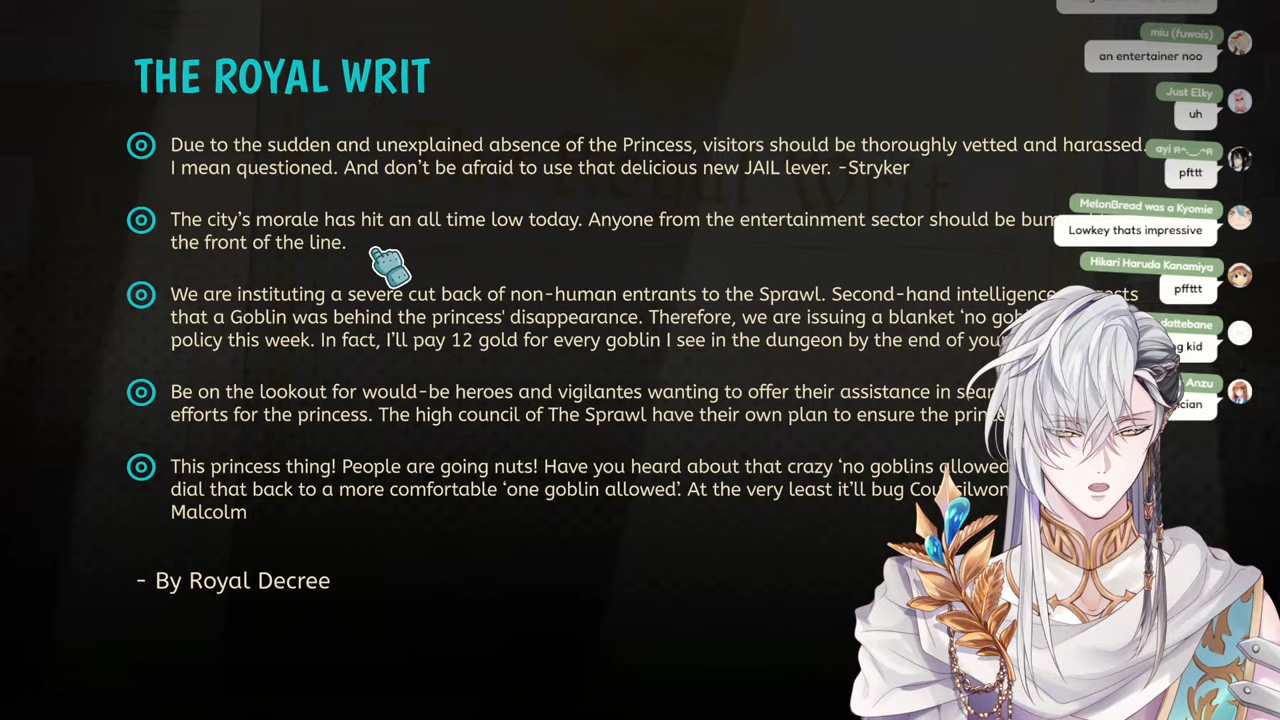 THE ROYAL WRIT
Due to the sudden and unexplained absence of the Princess, visitors should be thoroughly vetted and harassed.
I mean questioned. And don't be afraid to use that delicious new JAIL lever. -Stryker
The city's morale has hit an all time low today. Anyone from the entertainment sector should be
the front of the line.
We are instituting a severe cut back of non-human entrants to the Sprawl. Second-hand intelligence
that a Goblin was behind the princess' disappearance. Therefore, we are issuing a blanket 'no
policy this week. In fact, I'll pay 12 gold for every goblin I see in the dungeon by the end of
Be on the lookout for would-be heroes and vigilantes wanting to offer their assistance in
efforts for the princess. The high council of The Sprawl have their own plan to ensure the
This princess thing! People are going nuts! Have you heard about that crazy 'no goblins allowed
dial that back to a more comfortable 'one goblin allowed'. At the very least it'll bug
Malcolm
- By Royal Decree
miu (fuwois)
an entertainer noo
Just Elky
uh
ayi
pfttt
MelonBread was a Kyomie
Lowkey thats impressive
Hikari Haruda Kanamiya
pffttt
dattebane
kid
Anzu